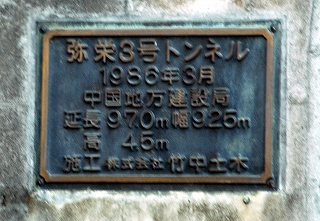 弥栄3号トンネル
1986年3月
中国地方建設局
延長970m幅9.25m
高 4.5m
施工 株式会社 竹中土木